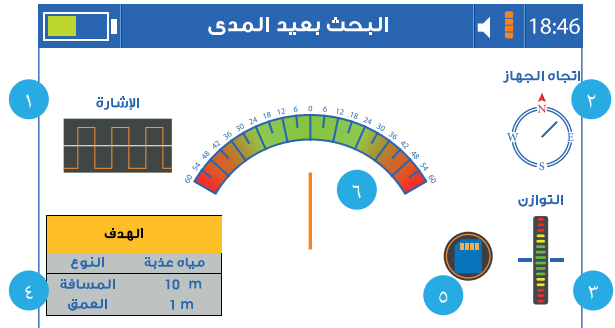 البحث بعيد المدى
18:46
١
الإشارة
60 54 48 42 36 30 24 18 12 6 0 6 12 18 24 30 36 42 48 54 60
إتجاه الجهاز
٢
N
W E
S
٦
التوازن
٣
الهدف
النوع مياه عذبة
المسافة 10 m
العمق 1 m
٤
٥